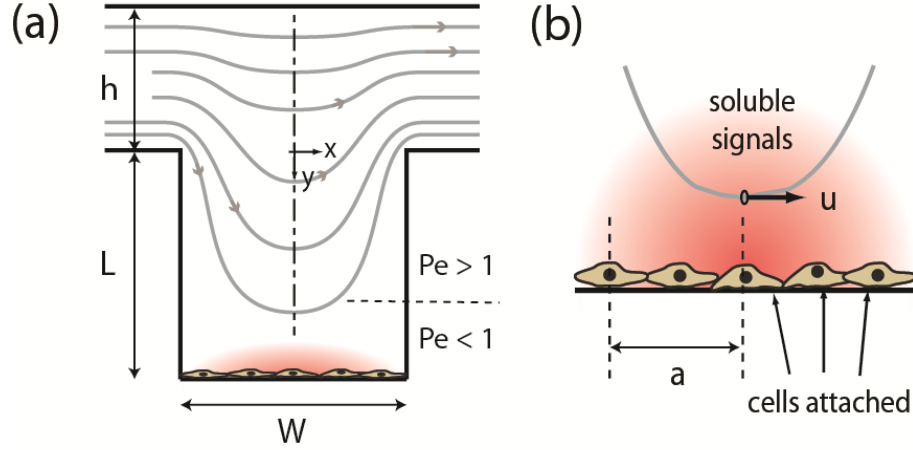 (a)
h
x
y
L
Pe > 1
Pe < 1
W
(b)
soluble
signals
u
a
cells attached